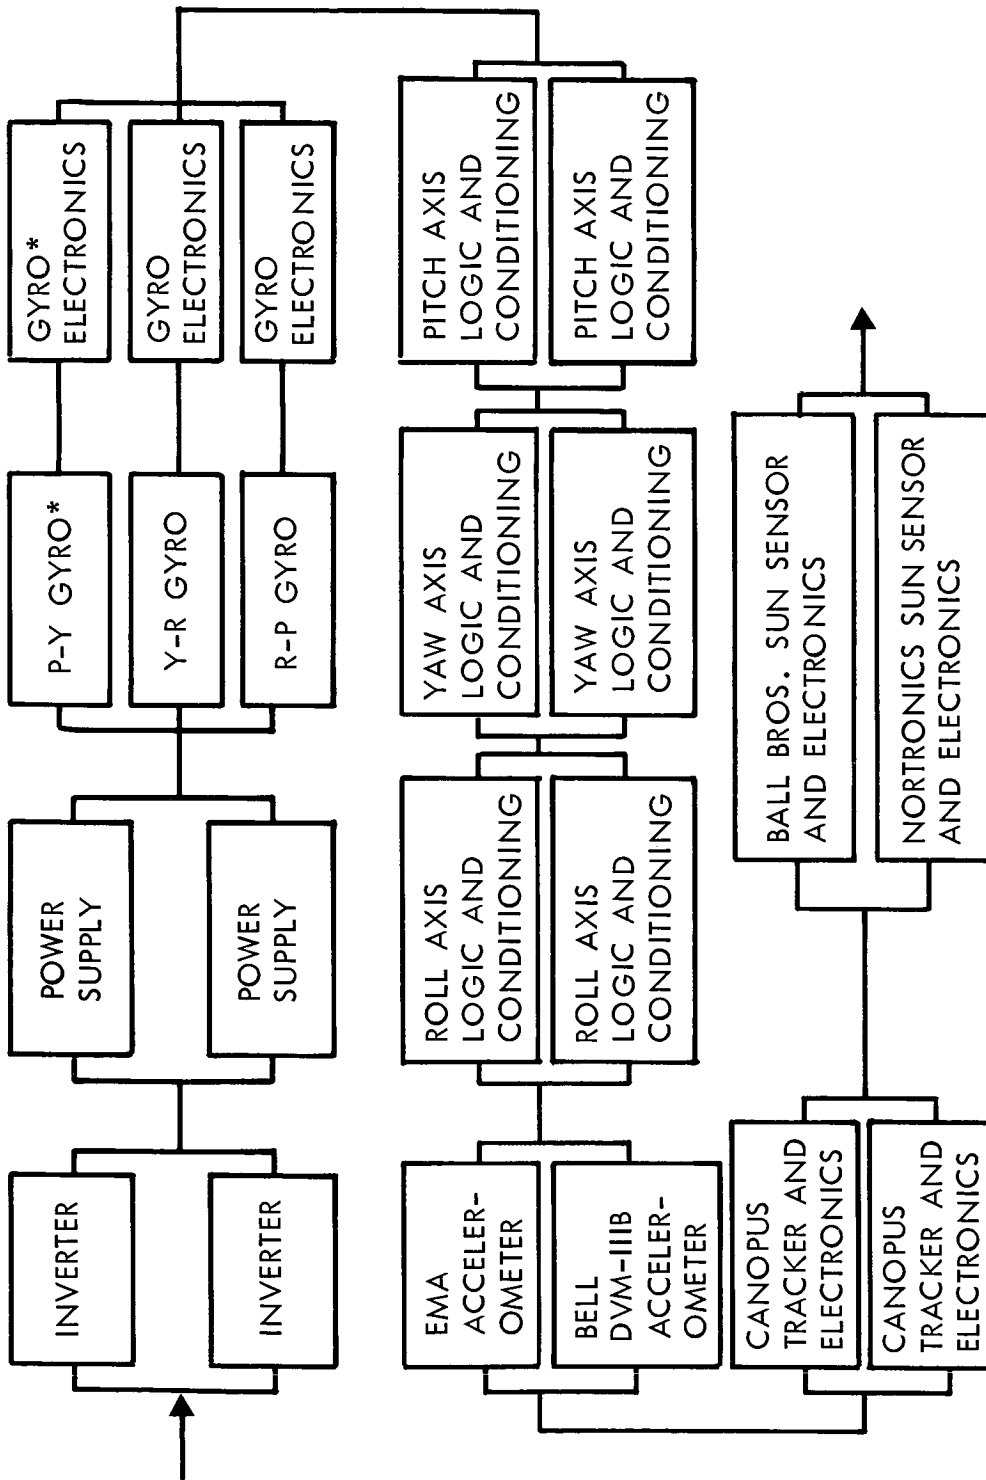 INVERTER
INVERTER
POWER
SUPPLY
POWER
SUPPLY
P-Y GYRO*
Y-R GYRO
R-P GYRO
GYRO*
ELECTRONICS
GYRO
ELECTRONICS
GYRO
ELECTRONICS
EMA
ACCELER-
OMETER
BELL
DVM-IIIB
ACCELER-
OMETER
ROLL AXIS
LOGIC AND
CONDITIONING
ROLL AXIS
LOGIC AND
CONDITIONING
YAW AXIS
LOGIC AND
CONDITIONING
YAW AXIS
LOGIC AND
CONDITIONING
PITCH AXIS
LOGIC AND
CONDITIONING
PITCH AXIS
LOGIC AND
CONDITIONING
CANOPUS
TRACKER AND
ELECTRONICS
CANOPUS
TRACKER AND
ELECTRONICS
BALL BROS. SUN SENSOR
AND ELECTRONICS
NORTRONICS SUN SENSOR
AND ELECTRONICS